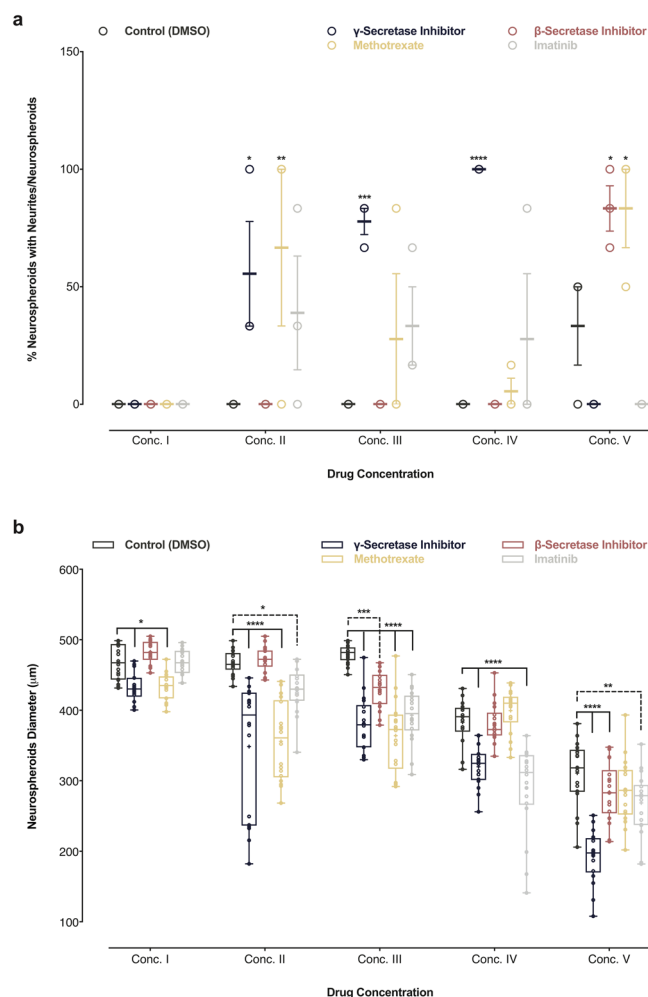 a
Control (DMSO)
γ-Secretase Inhibitor
β-Secretase Inhibitor
Methotrexate
Imatinib
150
100
50
0
% Neurospheroids with Neurites/Neurospheroids
* ** *** **** * *
Conc. I Conc. II Conc. III Conc. IV Conc. V
Drug Concentration
b
Control (DMSO)
γ-Secretase Inhibitor
β-Secretase Inhibitor
Methotrexate
Imatinib
600
500
400
300
200
100
Neurospheroids Diameter (μm)
*
*
****
***
****
****
**
****
Conc. I Conc. II Conc. III Conc. IV Conc. V
Drug Concentration